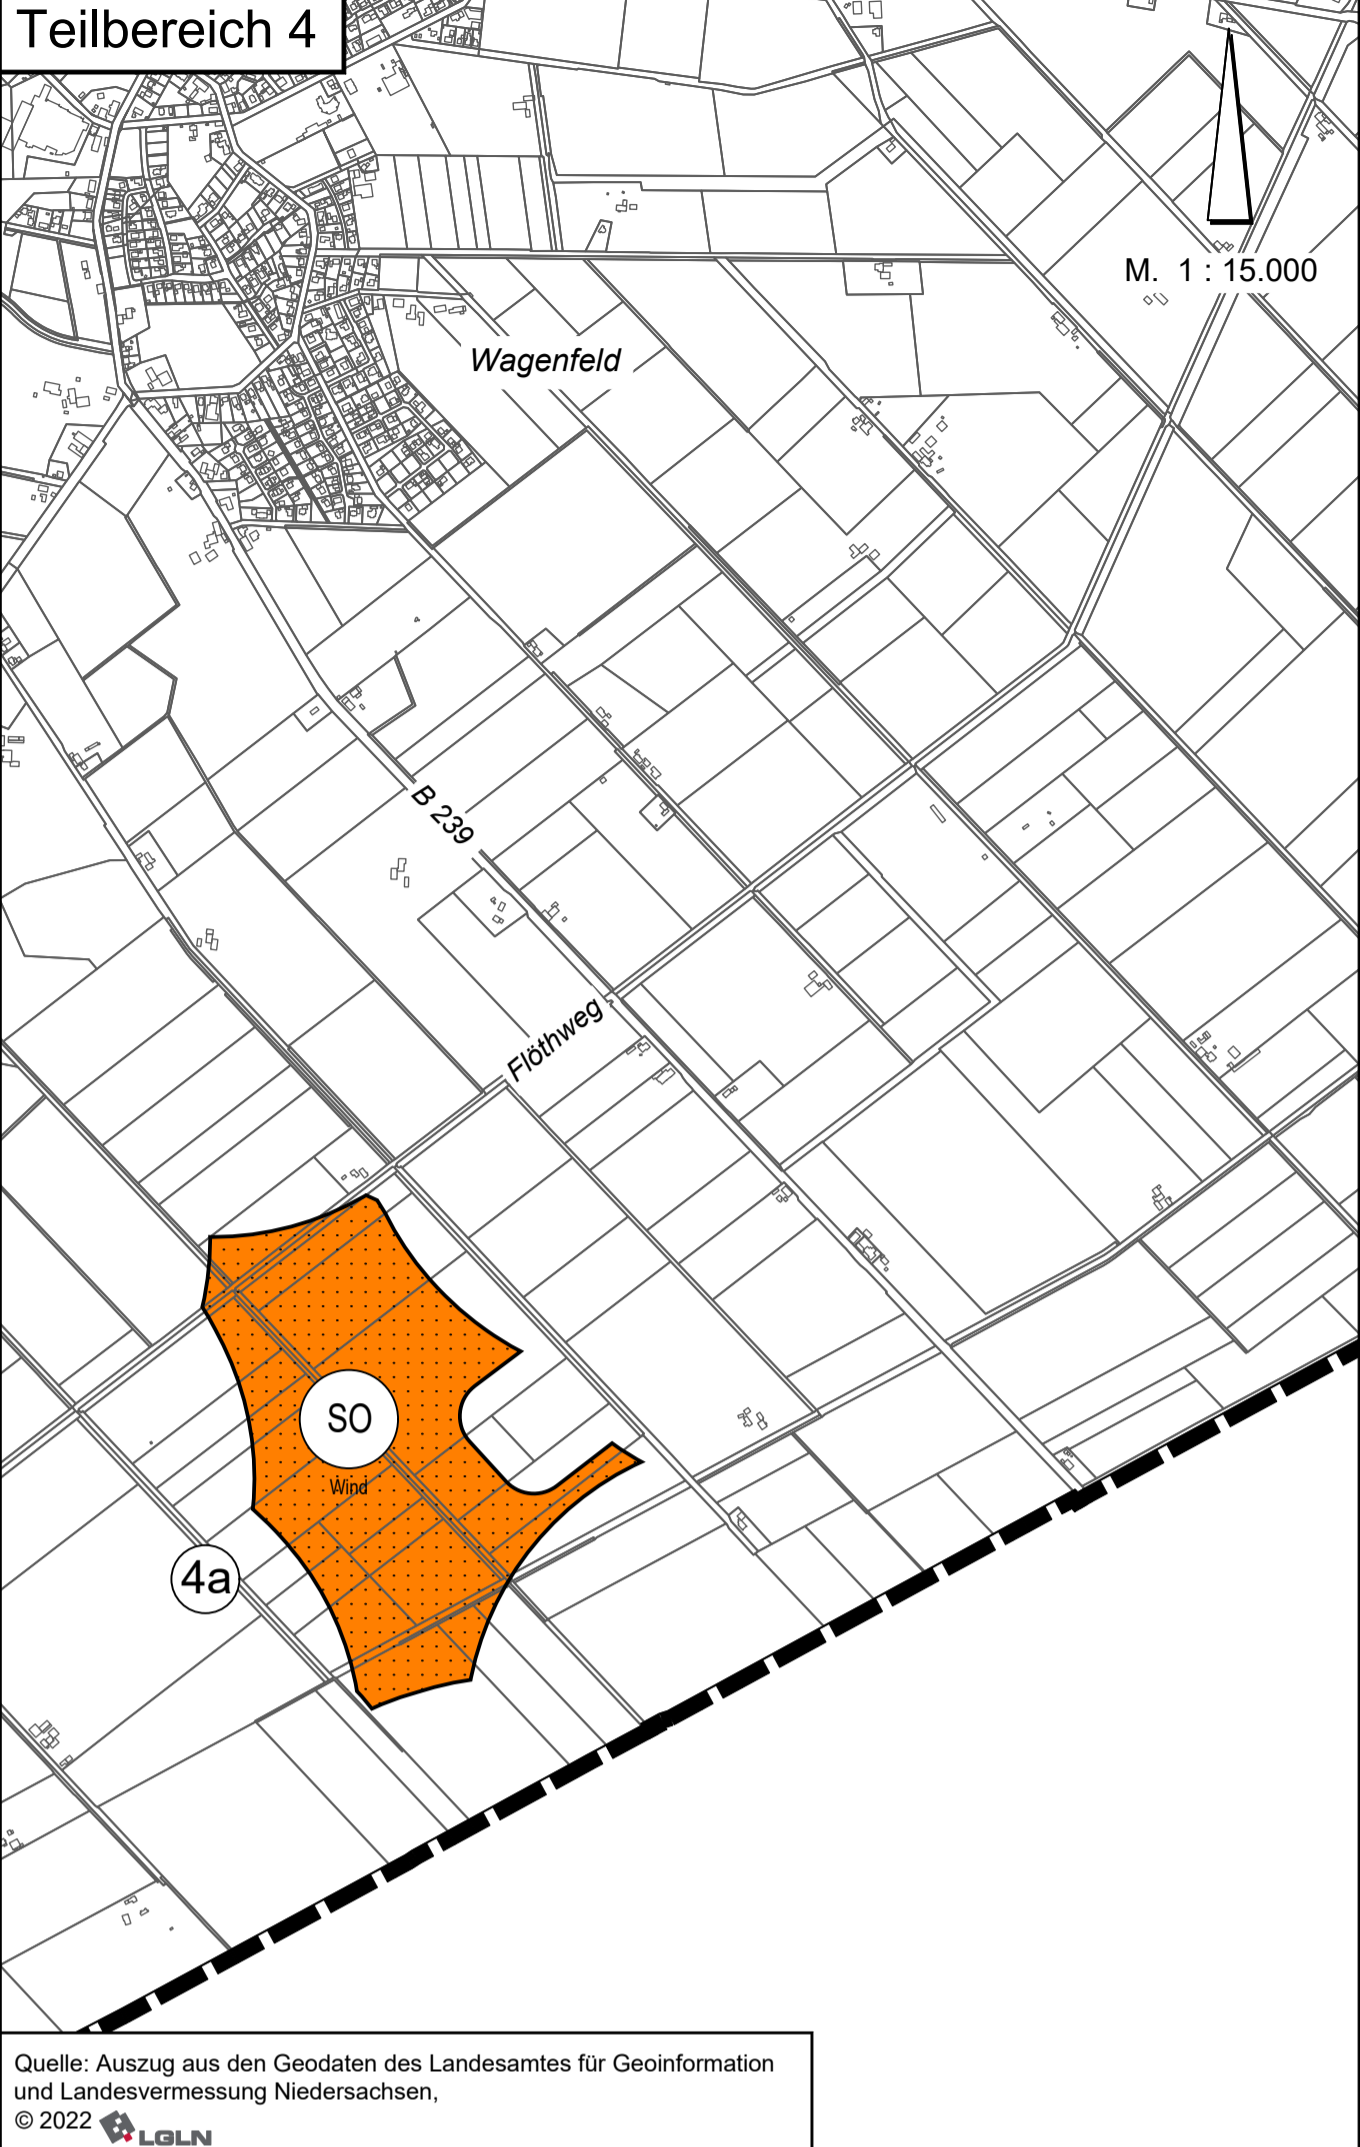 Teilbereich 4
M. 1 : 15.000
Wagenfeld
B 239
Flöthweg
SO
Wind
4a
Quelle: Auszug aus den Geodaten des Landesamtes für Geoinformation
und Landesvermessung Niedersachsen,
© 2022 LGLN